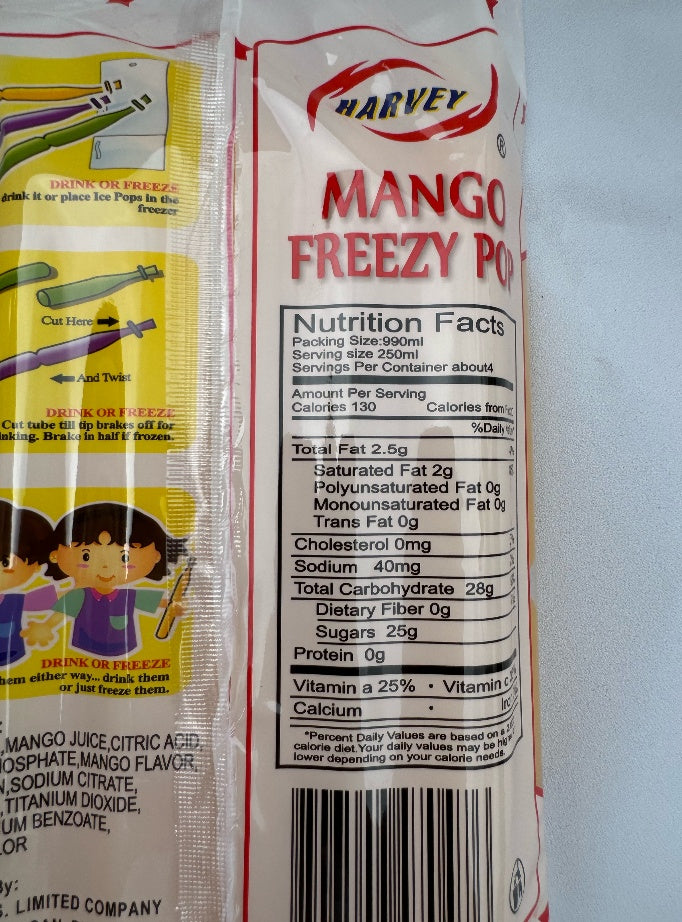 DRINK OR FREEZE
drink it or place Ice Pops in the
freezer
Cut Here
And Twist
DRINK OR FREEZE
Cut tube till tip brakes off for
Brake in half if frozen.
DRINK OR FREEZE
either way... drink them
or just freeze them.
,MANGO JUICE,CITRIC ACID,
,MANGO FLAVOR,
,SODIUM CITRATE,
,TITANIUM DIOXIDE,
BENZOATE,
By:
LIMITED COMPANY
HARVEY
®
MANGO
FREEZY POP
Nutrition Facts
Packing Size:990ml
Serving size 250ml
Servings Per Container about4
Amount Per Serving
Calories 130 Calories from
%Daily
Total Fat 2.5g
Saturated Fat 2g
Polyunsaturated Fat 0g
Monounsaturated Fat 0g
Trans Fat 0g
Cholesterol 0mg
Sodium 40mg
Total Carbohydrate 28g
Dietary Fiber 0g
Sugars 25g
Protein 0g
Vitamin a 25% • Vitamin c
Calcium •
*Percent Daily Values are based on a
calorie diet.Your daily values may be
lower depending on your calorie needs